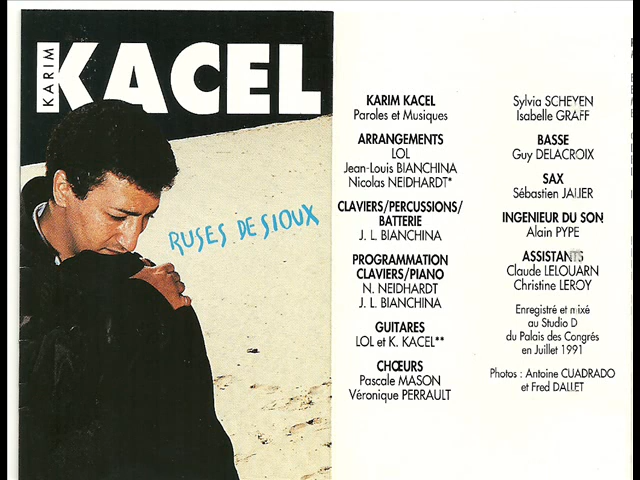 KARIM
KACEL
RUSES DE SIOUX
KARIM KACEL
Paroles et Musiques
ARRANGEMENTS
LOL
Jean-Louis BIANCHINA
Nicolas NEIDHARDT*
CLAVIERS/PERCUSSIONS/
BATTERIE
J. L. BIANCHINA
PROGRAMMATION
CLAVIERS/PIANO
N. NEIDHARDT
J. L. BIANCHINA
GUITARES
LOL et K. KACEL**
CHŒURS
Pascale MASON
Véronique PERRAULT
Sylvia SCHEYEN
Isabelle GRAFF
BASSE
Guy DELACROIX
SAX
Sébastien JAIJER
INGENIEUR DU SON
Alain PYPE
ASSISTANTS
Claude LELOUARN
Christine LEROY
Enregistré et mixé
au Studio D
du Palais des Congrés
en Juillet 1991
Photos : Antoine CUADRADO
et Fred DALLET